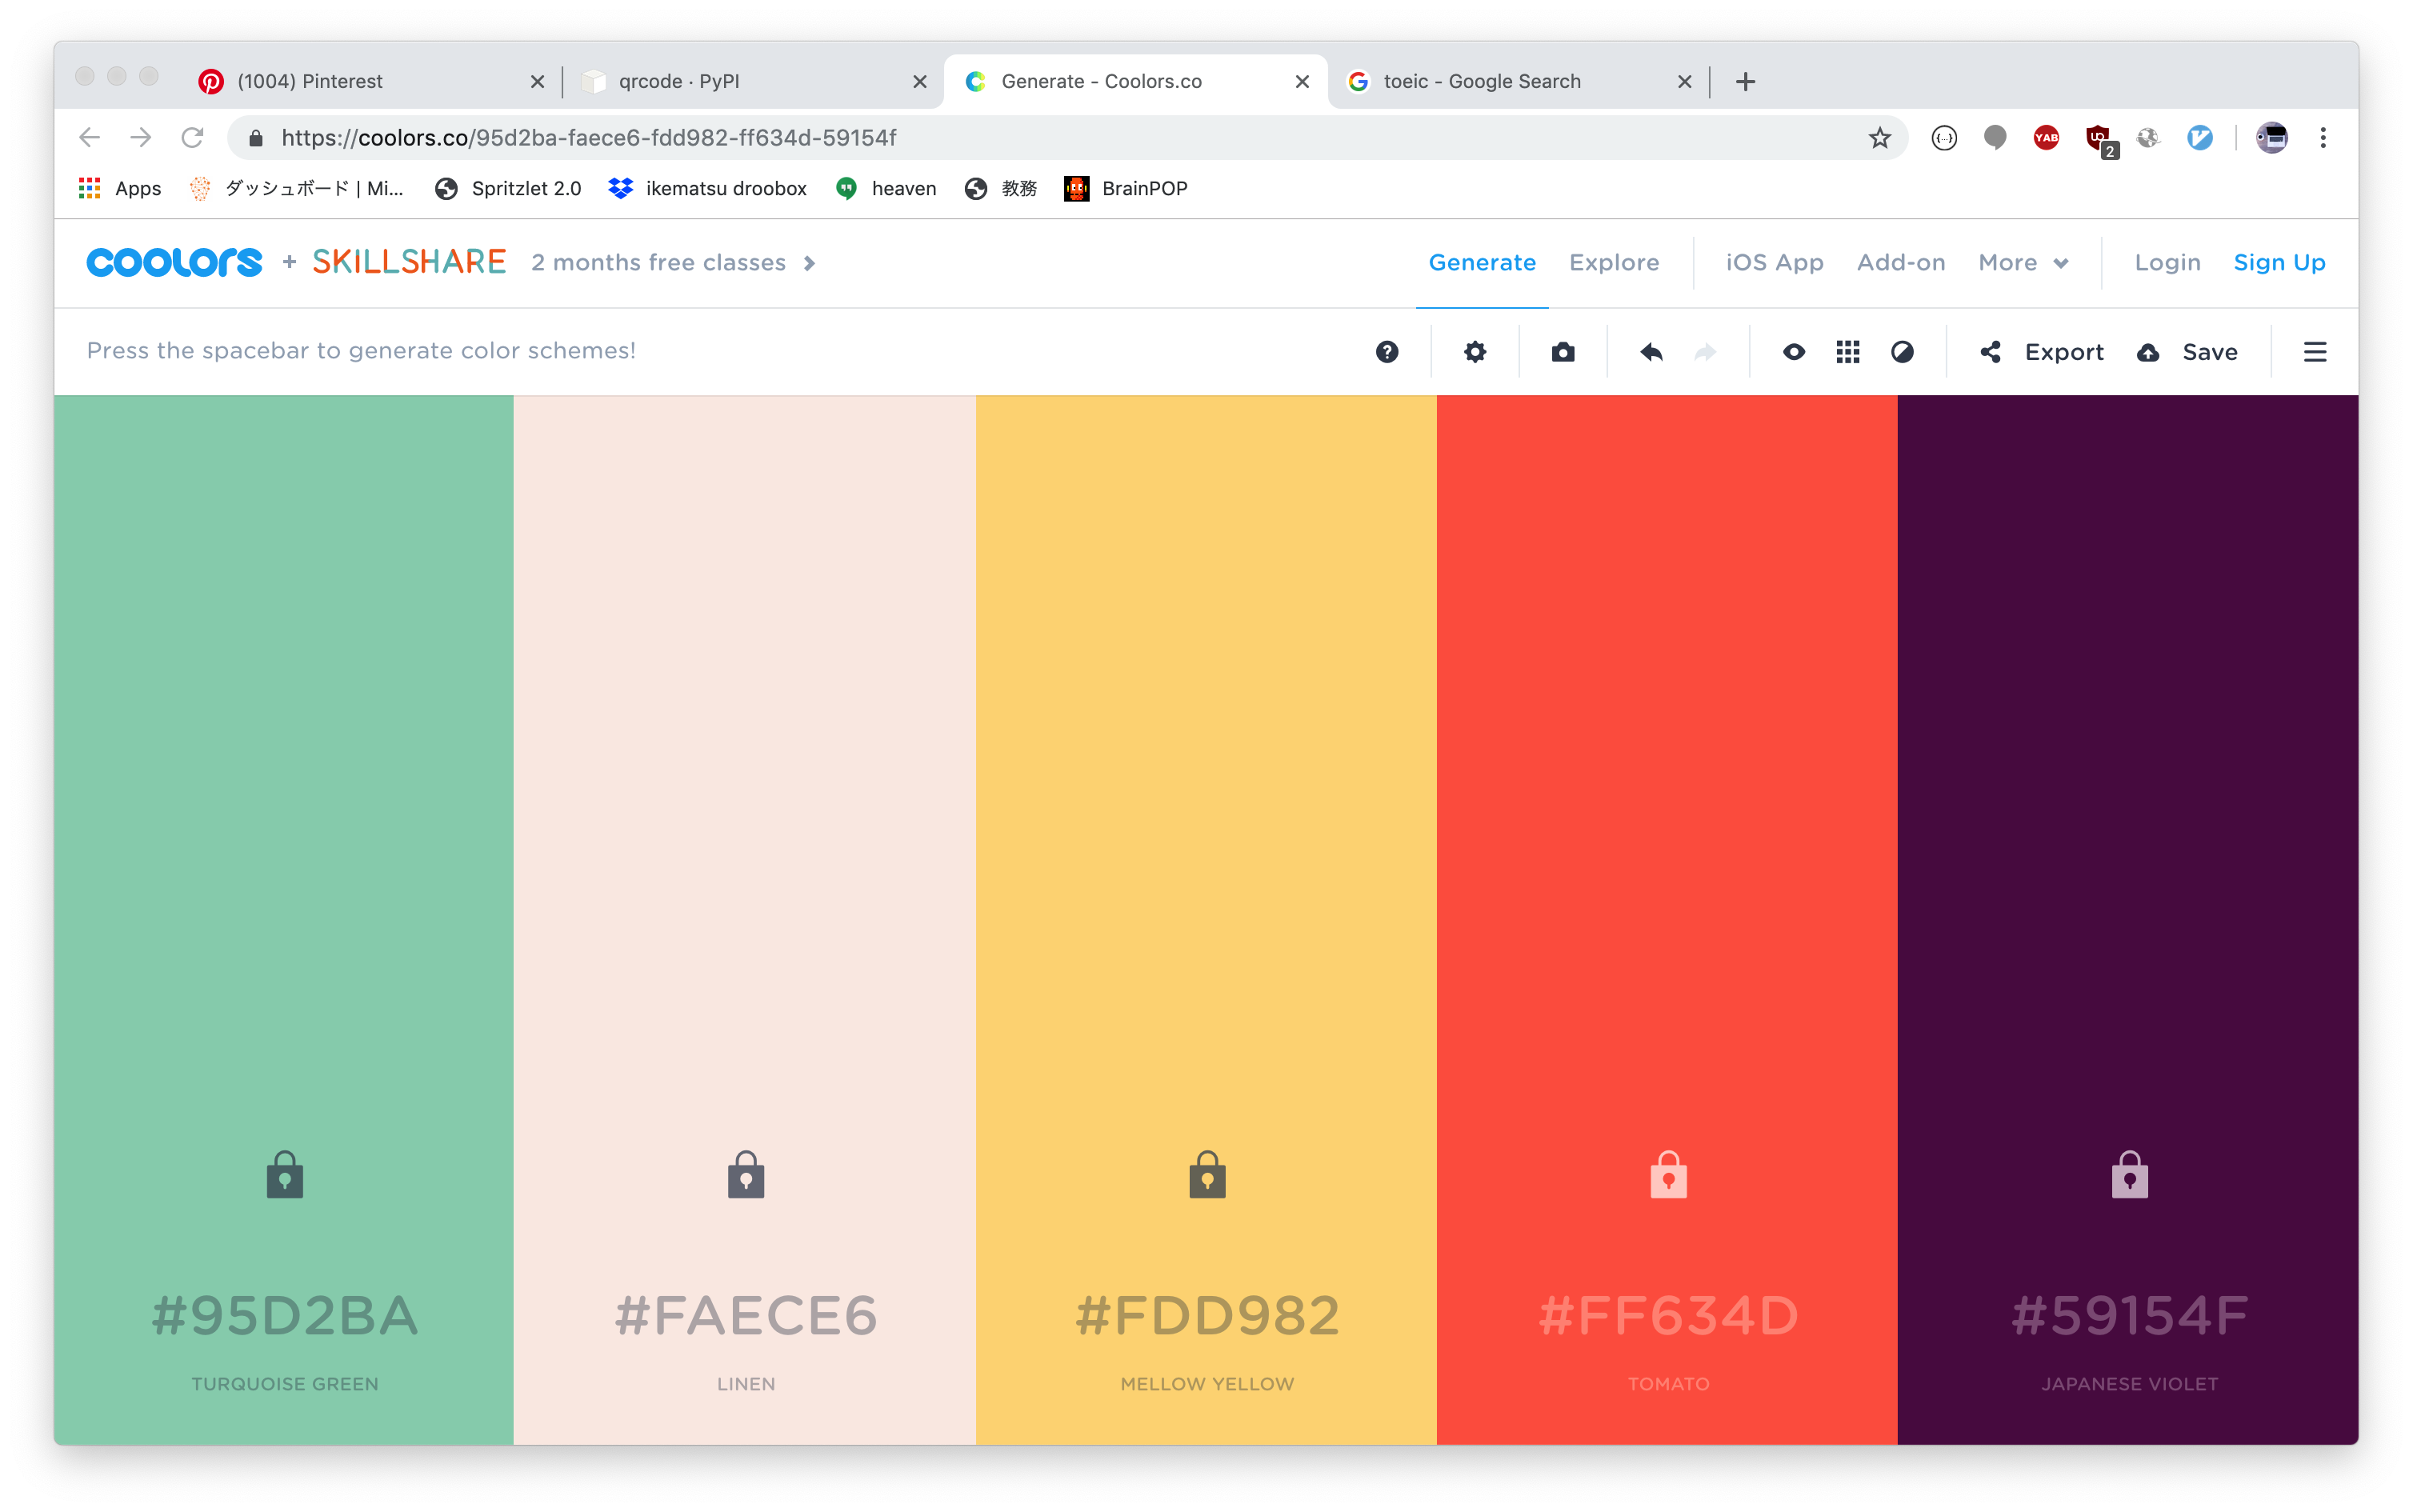 (1004) Pinterest
qrcode · PyPI
Generate - Coolors.co
toeic - Google Search
https://coolors.co/95d2ba-faece6-fdd982-ff634d-59154f
YAB
2
Apps
ダッシュボード | Mi...
Spritzlet 2.0
ikematsu droobox
heaven
教務
BrainPOP
coolors + SKILLSHARE 2 months free classes
Generate
Explore
iOS App
Add-on
More
Login
Sign Up
Press the spacebar to generate color schemes!
Export
Save
#95D2BA
TURQUOISE GREEN
#FAECE6
LINEN
#FDD982
MELLOW YELLOW
#FF634D
TOMATO
#59154F
JAPANESE VIOLET